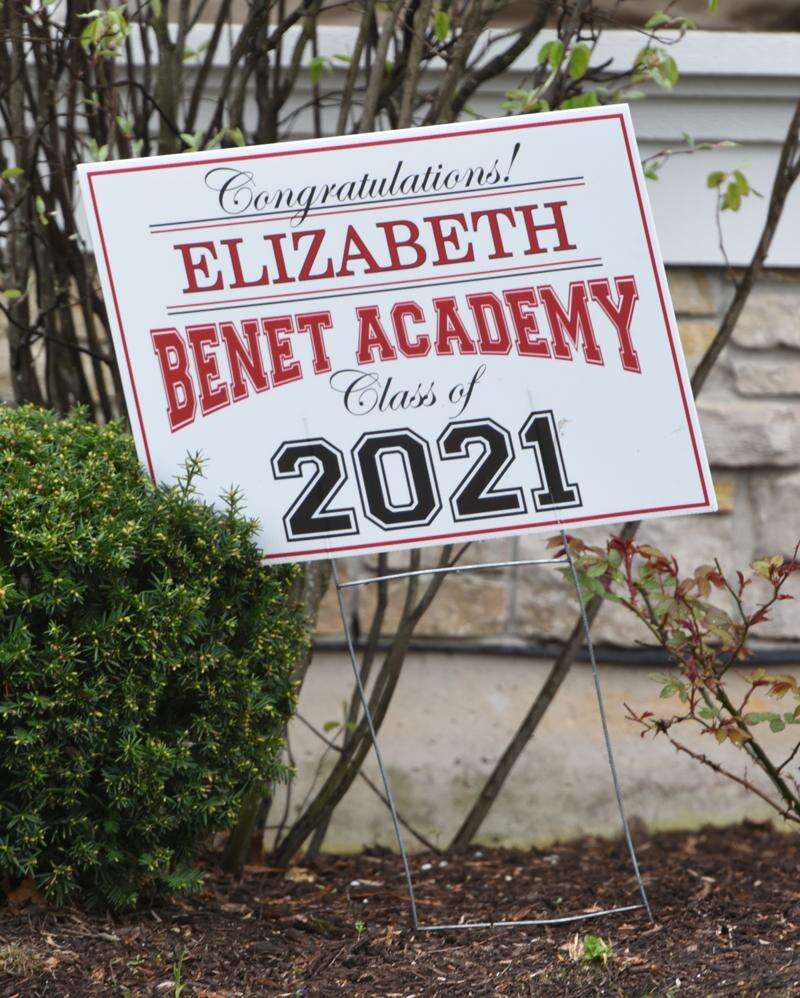 Congratulations!
ELIZABETH
BENET ACADEMY
Class of
2021